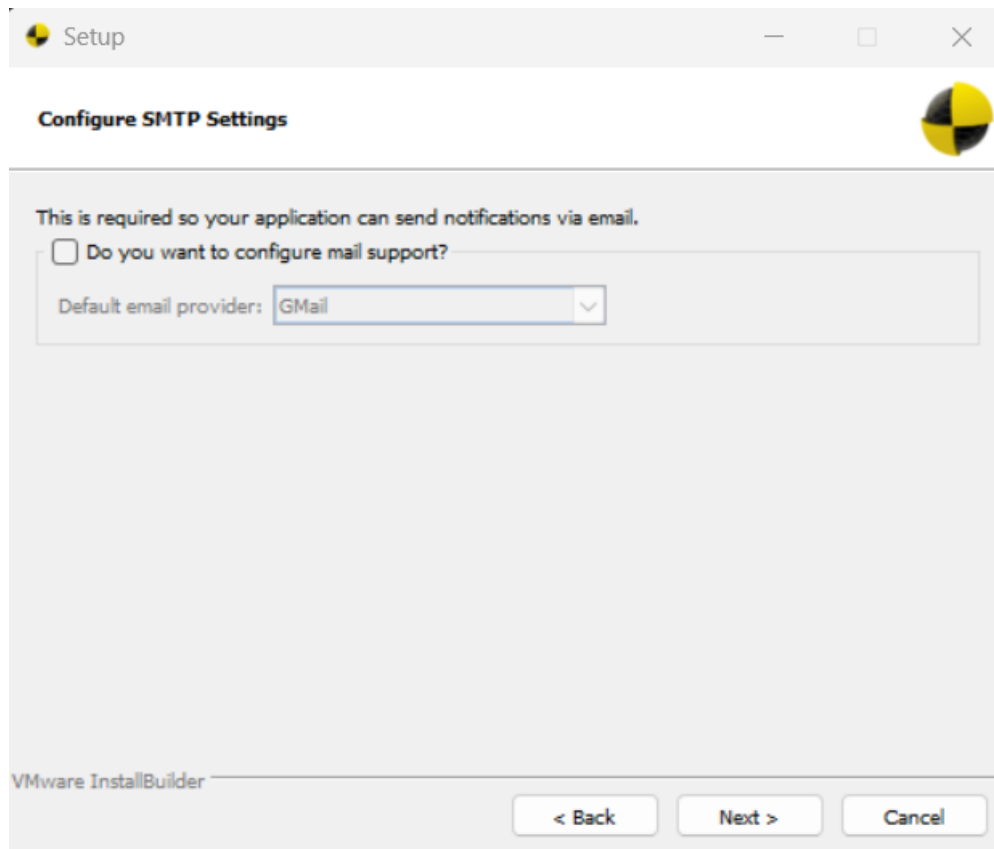 Setup
Configure SMTP Settings
This is required so your application can send notifications via email.
Do you want to configure mail support?
Default email provider: GMail
VMware InstallBuilder
< Back Next > Cancel